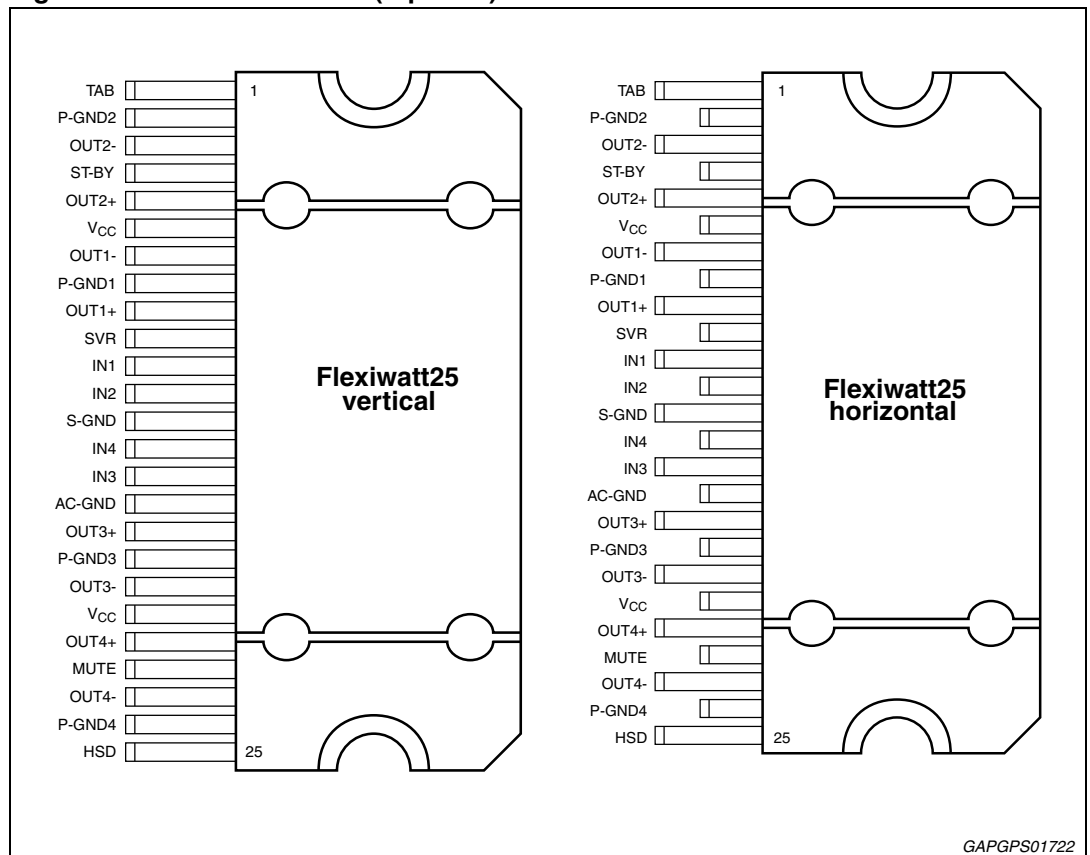 TAB
P-GND2
OUT2-
ST-BY
OUT2+
VCC
OUT1-
P-GND1
OUT1+
SVR
IN1
IN2
S-GND
IN4
IN3
AC-GND
OUT3+
P-GND3
OUT3-
VCC
OUT4+
MUTE
OUT4-
P-GND4
HSD
1
Flexiwatt25
vertical
25
TAB
P-GND2
OUT2-
ST-BY
OUT2+
VCC
OUT1-
P-GND1
OUT1+
SVR
IN1
IN2
S-GND
IN4
IN3
AC-GND
OUT3+
P-GND3
OUT3-
VCC
OUT4+
MUTE
OUT4-
P-GND4
HSD
1
Flexiwatt25
horizontal
25
GAPGPS01722